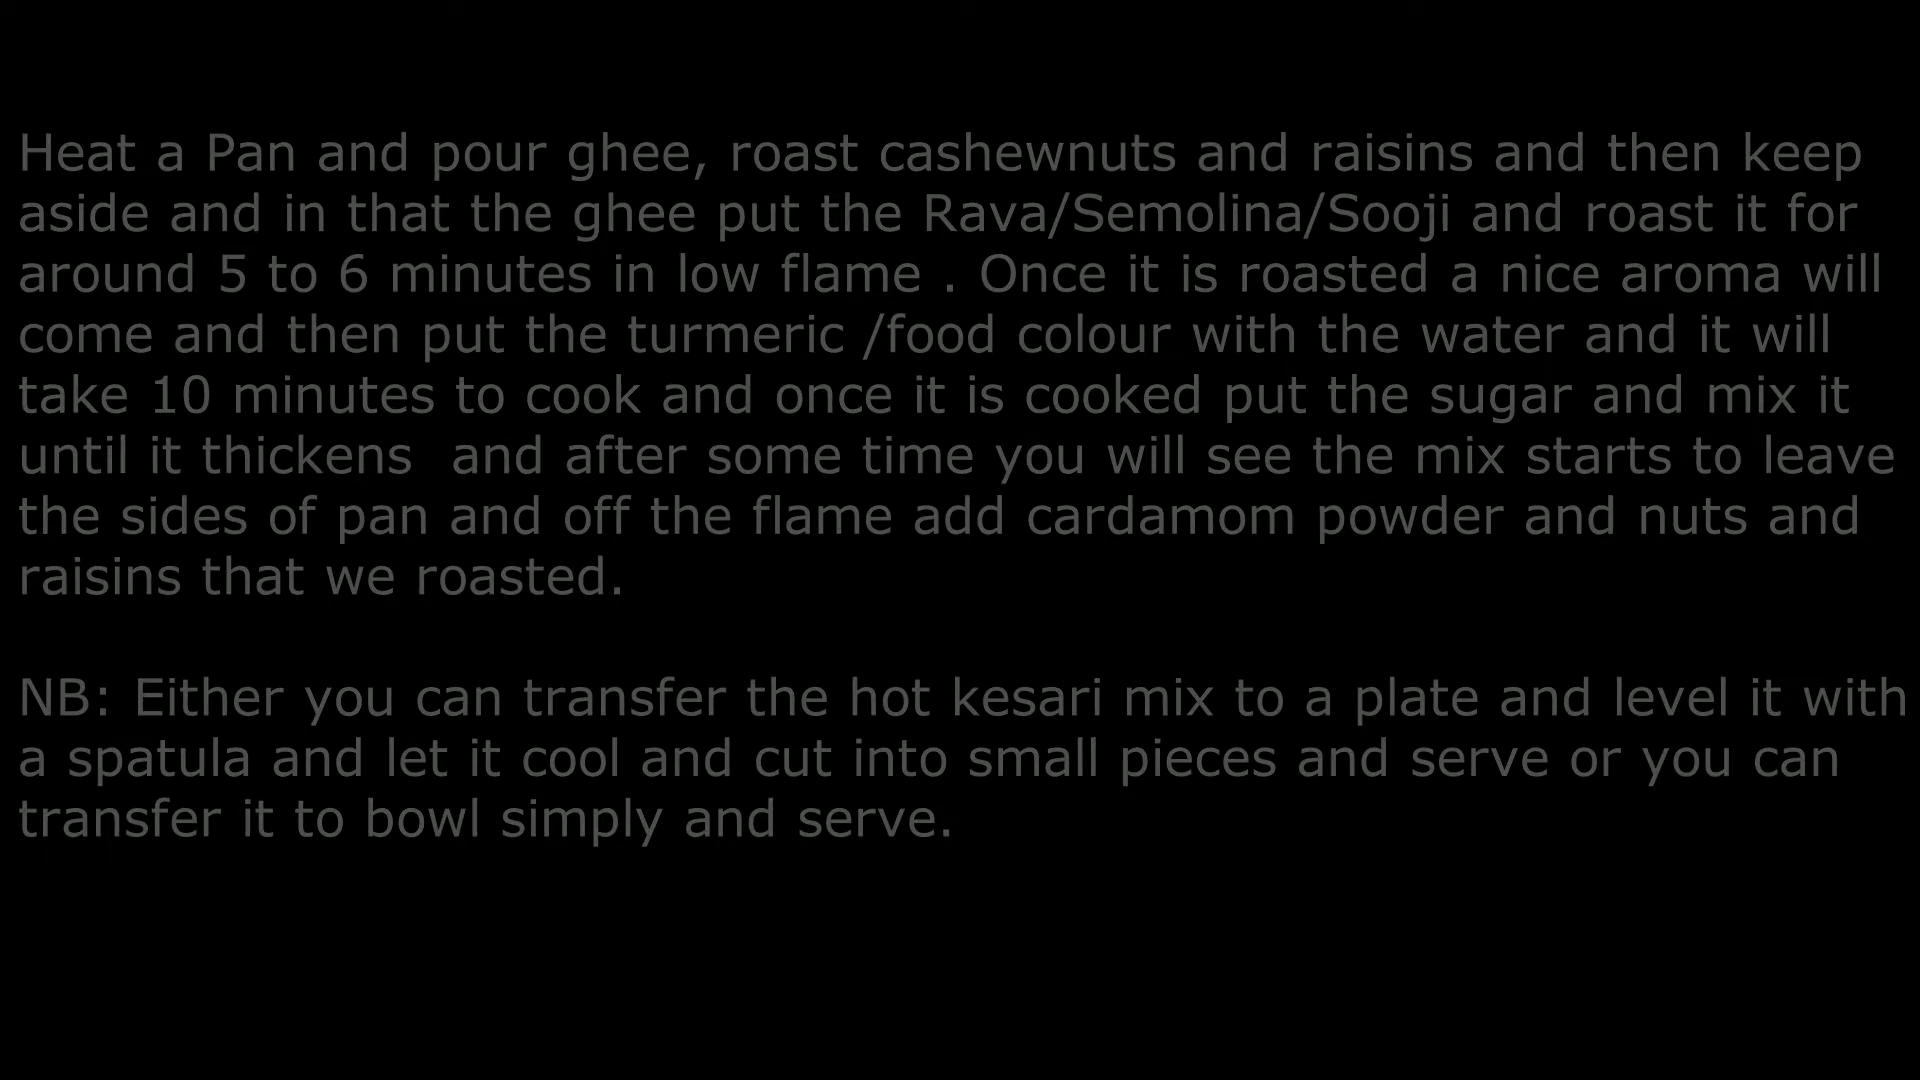 Heat a Pan and pour ghee, roast cashewnuts and raisins and then keep
aside and in that the ghee put the Rava/Semolina/Sooji and roast it for
around 5 to 6 minutes in low flame . Once it is roasted a nice aroma will
come and then put the turmeric /food colour with the water and it will
take 10 minutes to cook and once it is cooked put the sugar and mix it
until it thickens  and after some time you will see the mix starts to leave
the sides of pan and off the flame add cardamom powder and nuts and
raisins that we roasted.
NB: Either you can transfer the hot kesari mix to a plate and level it with
a spatula and let it cool and cut into small pieces and serve or you can
transfer it to bowl simply and serve.